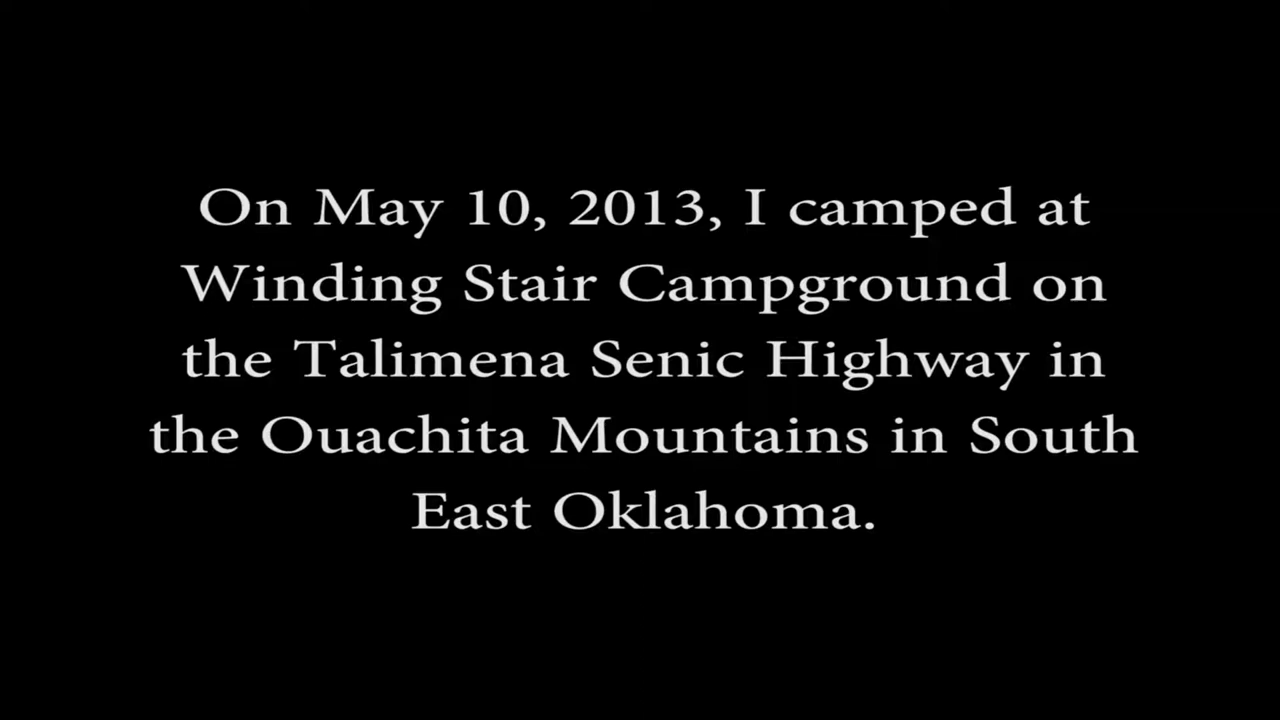 On May 10, 2013, I camped at
Winding Stair Campground on
the Talimena Senic Highway in
the Ouachita Mountains in South
East Oklahoma.